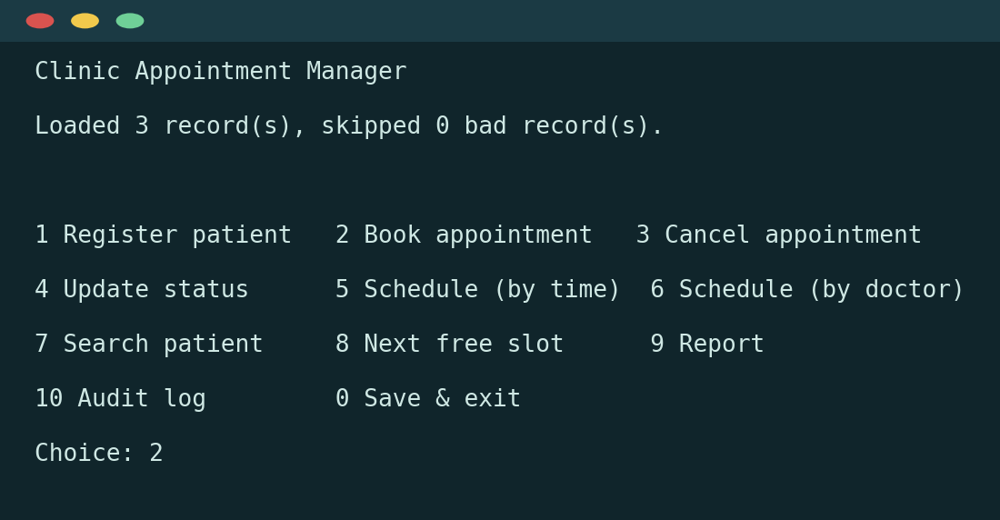 Clinic Appointment Manager
Loaded 3 record(s), skipped 0 bad record(s).
1 Register patient   2 Book appointment   3 Cancel appointment
4 Update status      5 Schedule (by time)  6 Schedule (by doctor)
7 Search patient     8 Next free slot      9 Report
10 Audit log         0 Save & exit
Choice: 2